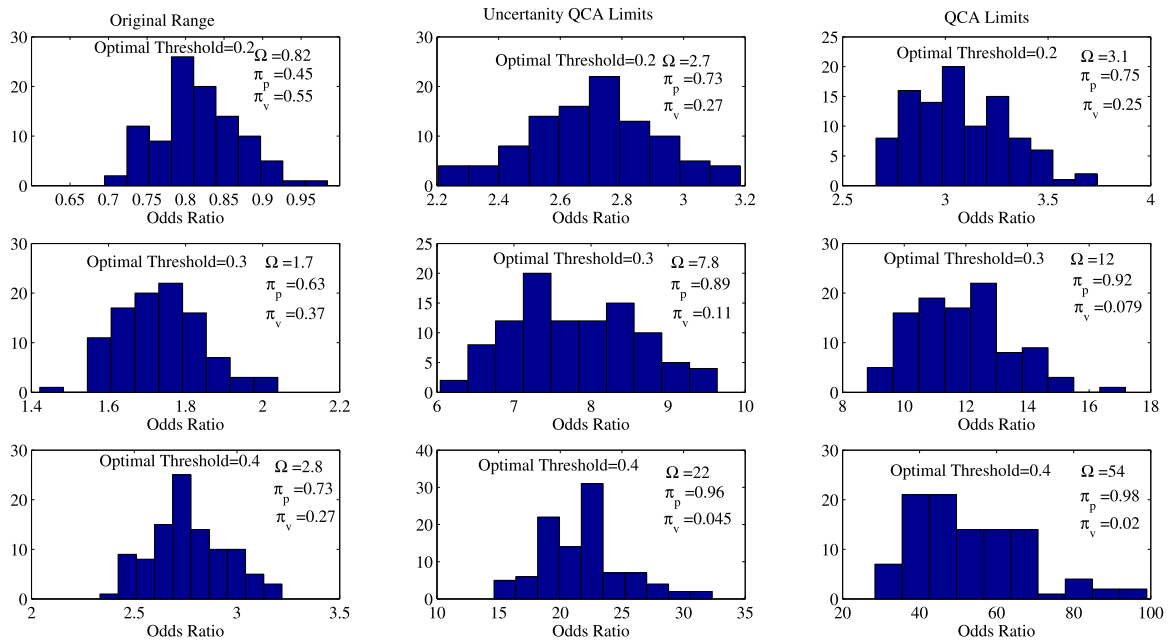 Original Range
Uncertanity QCA Limits
QCA Limits
30
20
10
0
Optimal Threshold=0.2
Ω =0.82
π_p =0.45
π_v =0.55
0.65 0.7 0.75 0.8 0.85 0.9 0.95
Odds Ratio
30
20
10
0
Optimal Threshold=0.2
Ω =2.7
π_p =0.73
π_v =0.27
2.2 2.4 2.6 2.8 3 3.2
Odds Ratio
25
20
15
10
5
0
Optimal Threshold=0.2
Ω =3.1
π_p =0.75
π_v =0.25
2.5 3 3.5 4
Odds Ratio
30
20
10
0
Optimal Threshold=0.3
Ω =1.7
π_p =0.63
π_v =0.37
1.4 1.6 1.8 2 2.2
Odds Ratio
25
20
15
10
5
0
Optimal Threshold=0.3
Ω =7.8
π_p =0.89
π_v =0.11
6 7 8 9 10
Odds Ratio
30
20
10
0
Optimal Threshold=0.3
Ω =12
π_p =0.92
π_v =0.079
8 10 12 14 16 18
Odds Ratio
30
20
10
0
Optimal Threshold=0.4
Ω =2.8
π_p =0.73
π_v =0.27
2 2.5 3 3.5
Odds Ratio
40
30
20
10
0
Optimal Threshold=0.4
Ω =22
π_p =0.96
π_v =0.045
10 15 20 25 30 35
Odds Ratio
30
20
10
0
Optimal Threshold=0.4
Ω =54
π_p =0.98
π_v =0.02
20 40 60 80 100
Odds Ratio